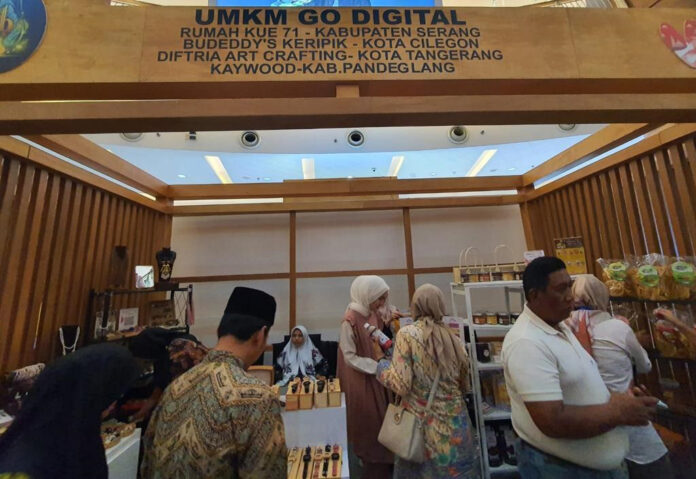 UMKM GO DIGITAL
RUMAH KUE 71 - KABUPATEN SERANG
BUDEDDY'S KERIPIK - KOTA CILEGON
DIFTRIA ART CRAFTING- KOTA TANGERANG
KAYWOOD-KAB.PANDEGLANG